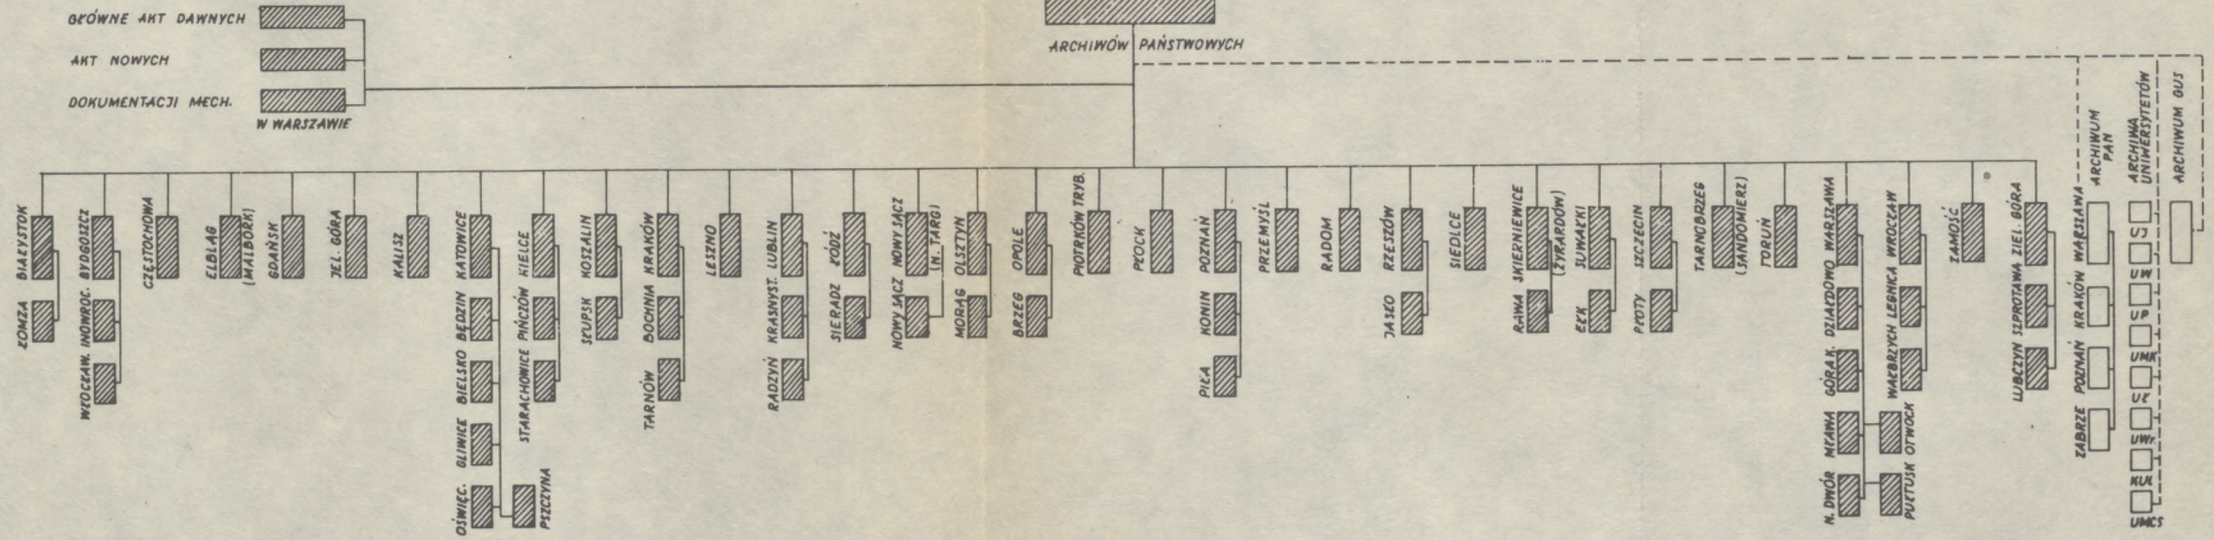 GŁÓWNE AKT DAWNYCH
AKT NOWYCH
DOKUMENTACJI MECH.
W WARSZAWIE
ARCHIWÓW PAŃSTWOWYCH
BIAŁYSTOK
ŁOMŻA
BYDGOSZCZ
INOWROC.
WŁOCŁAW.
CZĘSTOCHOWA
ELBLĄG
(MALBORK)
GDAŃSK
JEL. GÓRA
KALISZ
KATOWICE
BĘDZIN
BIELSKO
GLIWICE
OŚWIĘC.
PSZCZYNA
KIELCE
PIŃCZÓW
STARACHOWICE
KOSZALIN
SŁUPSK
KRAKÓW
BOCHNIA
TARNÓW
LESZNO
LUBLIN
KRASNYST.
RADZYŃ
ŁÓDŹ
SIERADZ
NOWY SĄCZ
(N. TARG)
NOWY SĄCZ
OLSZTYN
MORĄG
OPOLE
BRZEG
PIOTRKÓW TRYB.
PŁOCK
POZNAŃ
KONIN
PIŁA
PRZEMYŚL
RADOM
RZESZÓW
JASŁO
SIEDLCE
SKIERNIEWICE
(ŻYRARDÓW)
RAWA
SUWAŁKI
EŁK
SZCZECIN
PŁOTY
TARNOBRZEG
(SANDOMIERZ)
TORUŃ
WARSZAWA
DZIAŁDOWO
GÓRA K.
MŁAWA
N. DWÓR
OTWOCK
PUŁTUSK
WROCŁAW
LEGNICA
WAŁBRZYCH
ZAMOŚĆ
ZIEL. GÓRA
SZPROTAWA
LUBCZYN
ARCHIWUM
PAN
WARSZAWA
KRAKÓW
POZNAŃ
ZABRZE
ARCHIWA
UNIWERSYTETÓW
UJ
UW
UP
UMK
UŁ
UWr.
KUL
UMCS
ARCHIWUM GUS